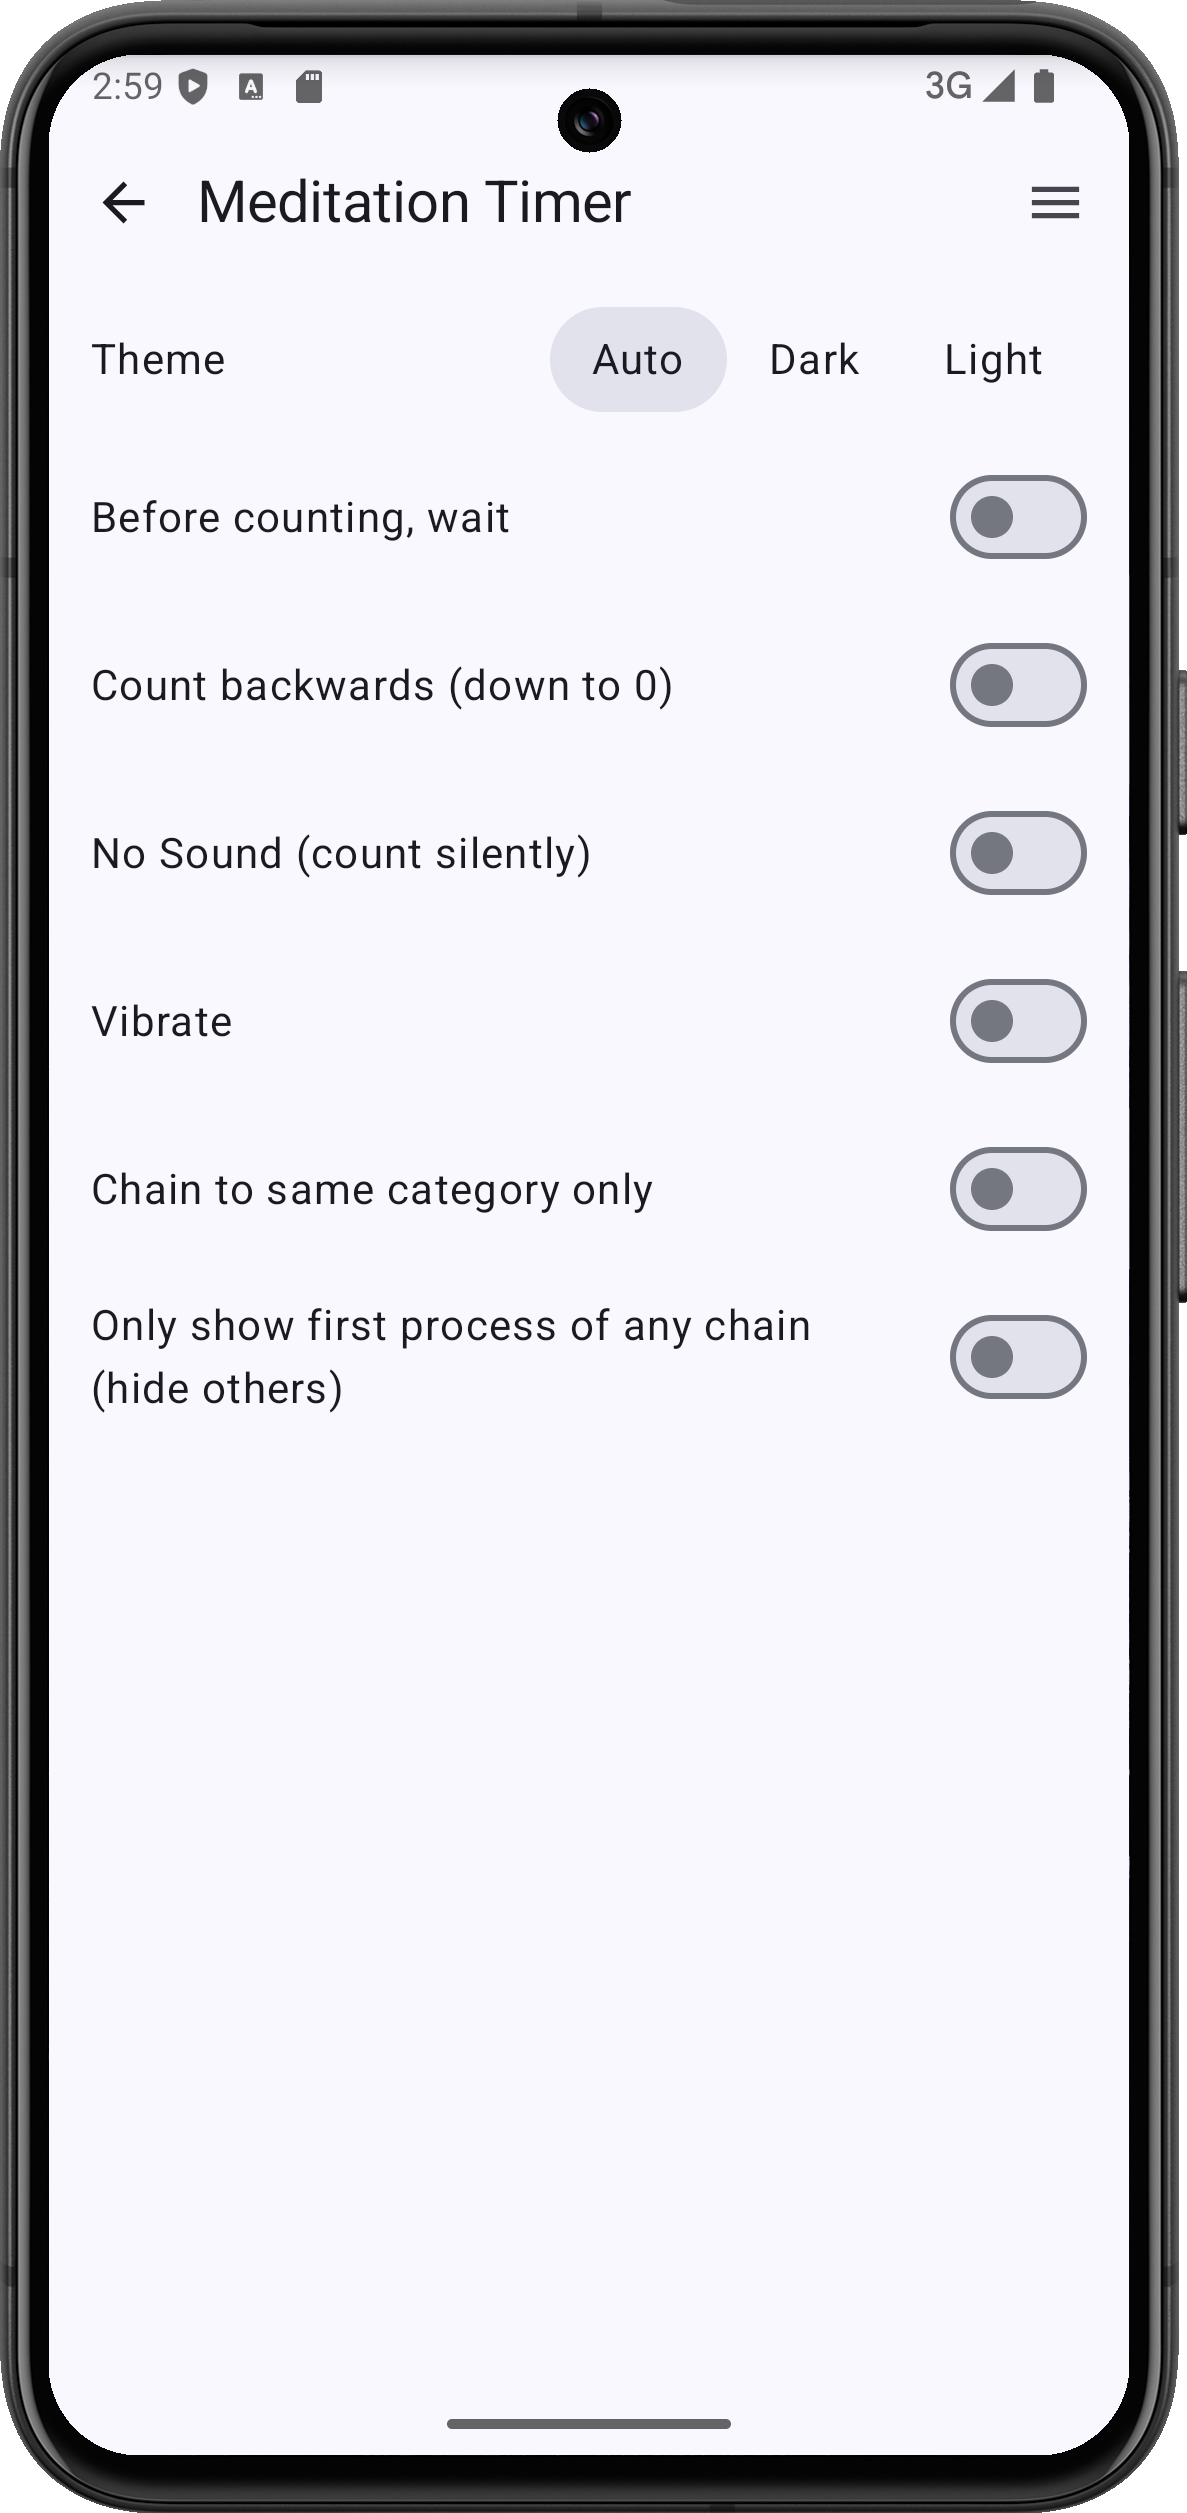 2:59
3G
Meditation Timer
Theme Auto Dark Light
Before counting, wait
Count backwards (down to 0)
No Sound (count silently)
Vibrate
Chain to same category only
Only show first process of any chain
(hide others)